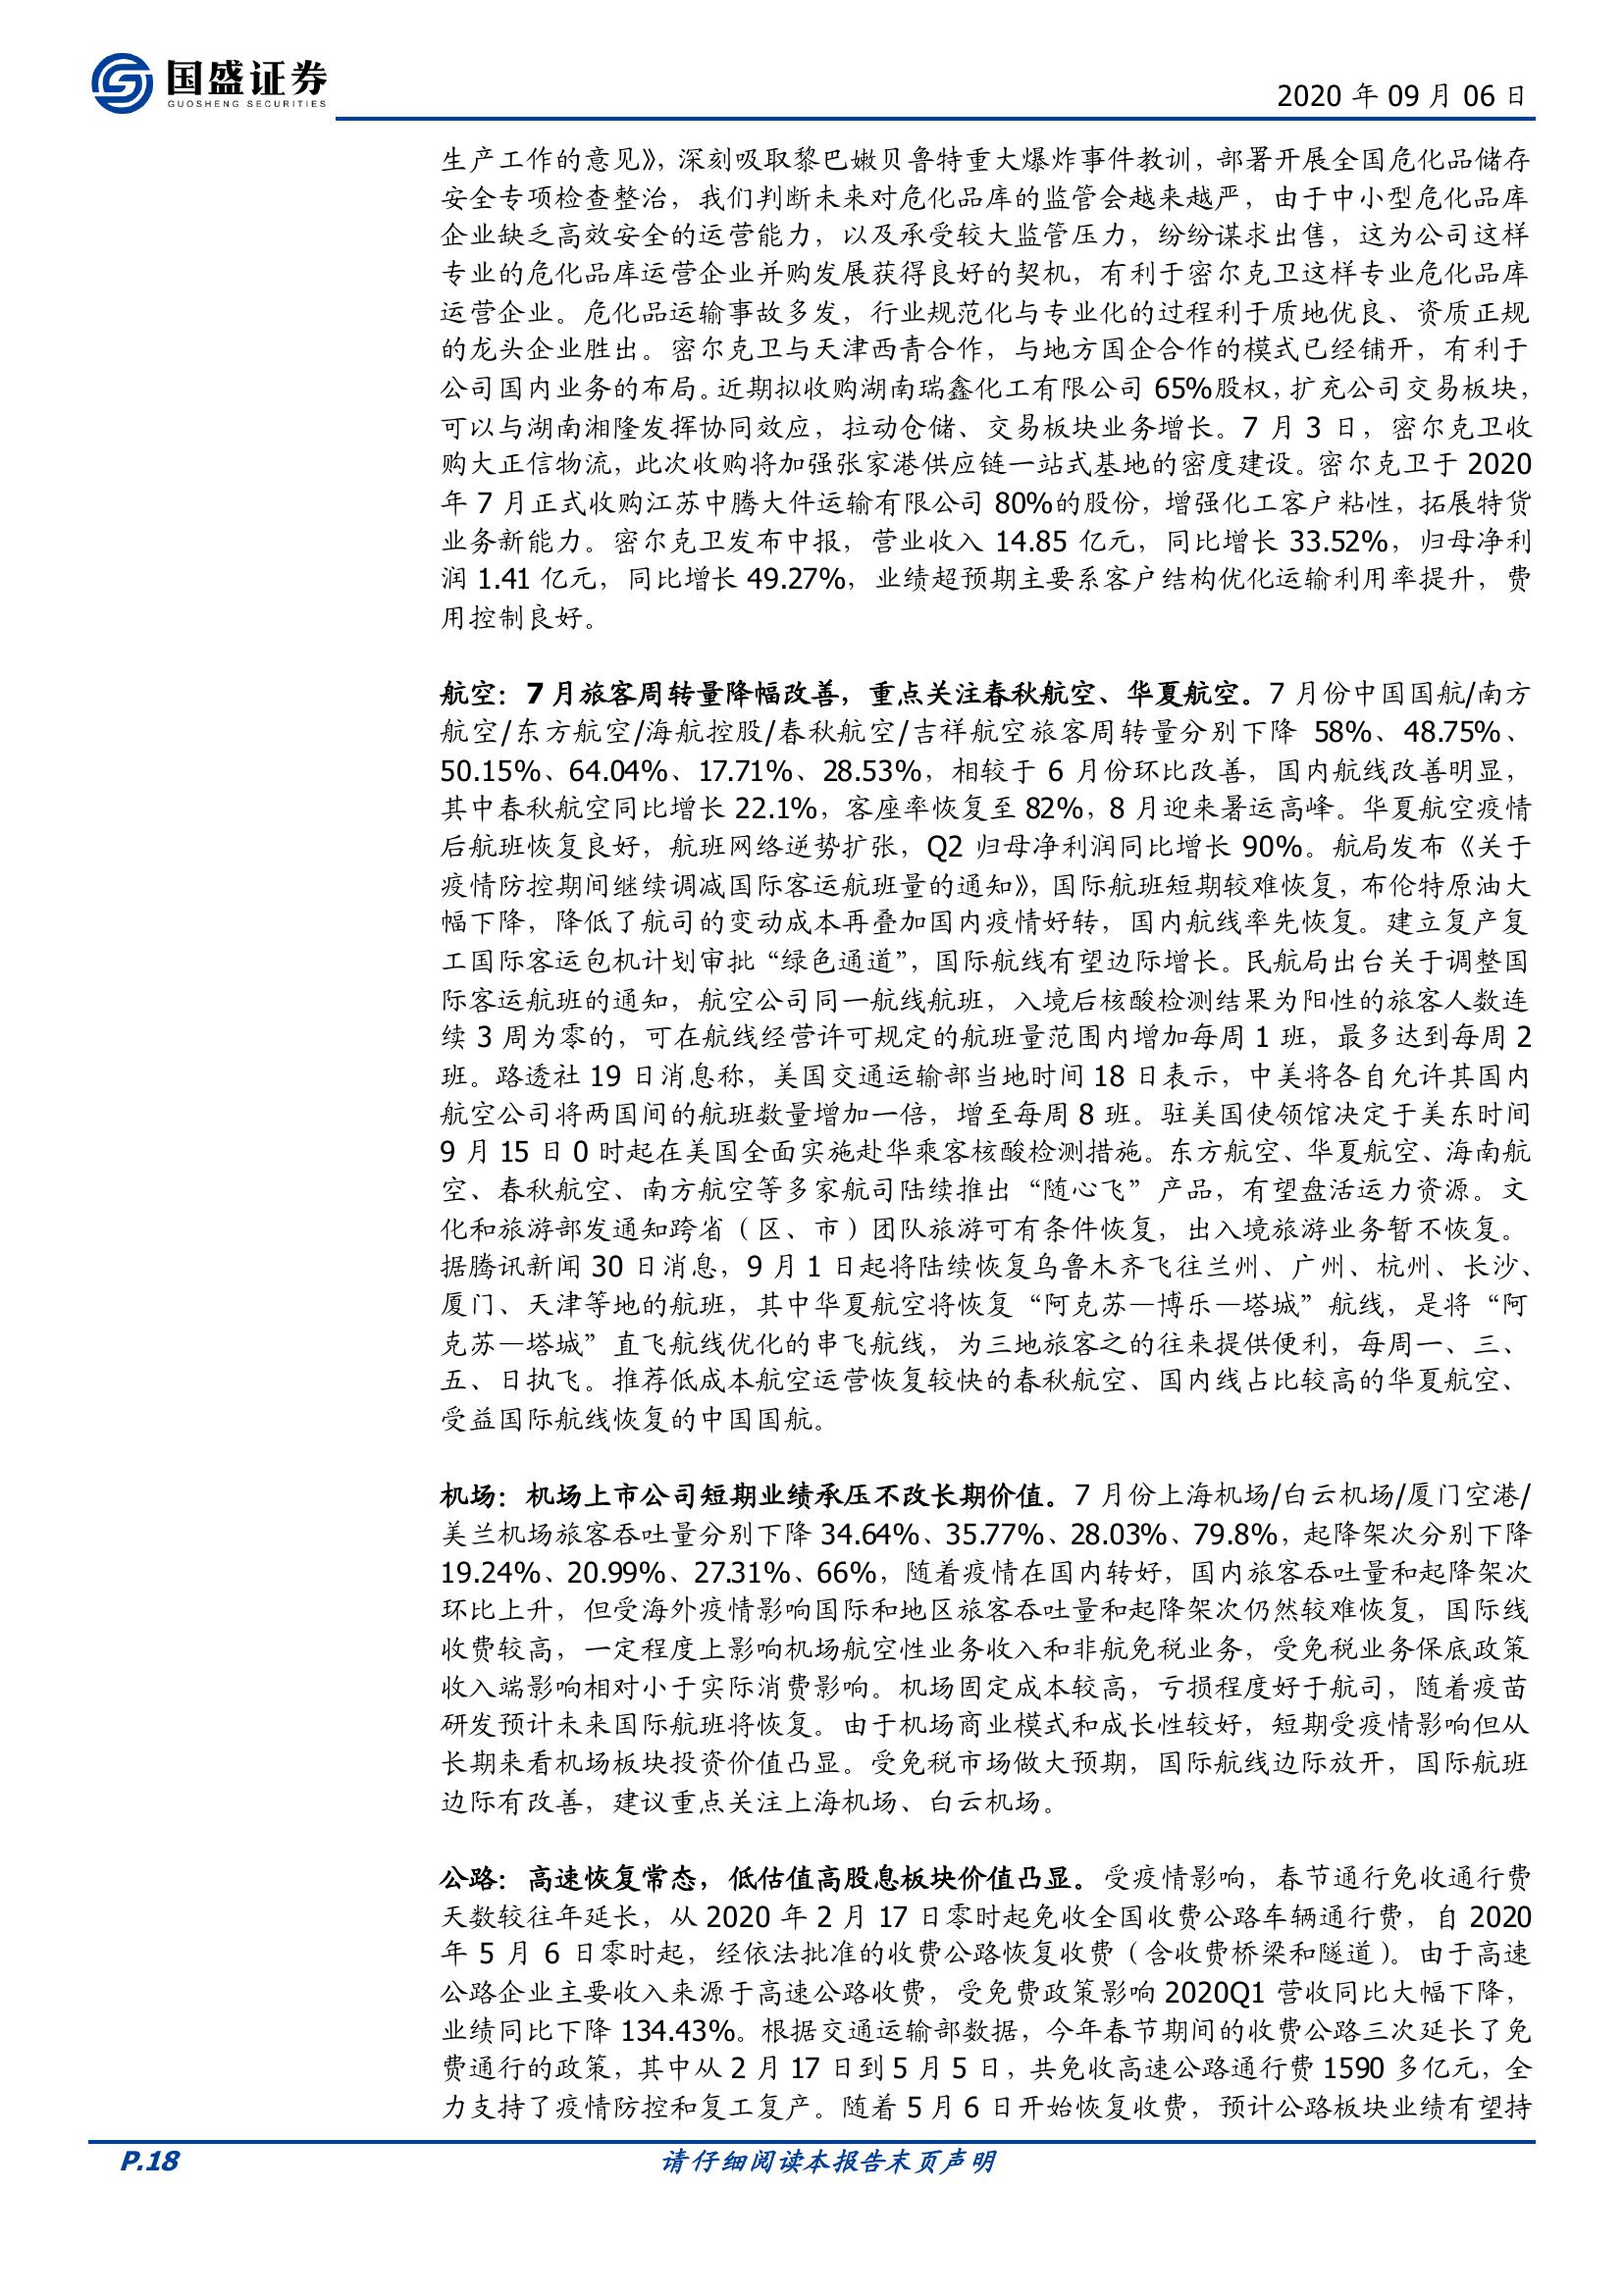 国盛证券
GUOSHENG SECURITIES
2020 年 09 月 06 日
生产工作的意见》，深刻吸取黎巴嫩贝鲁特重大爆炸事件教训，部署开展全国危化品储存
安全专项检查整治，我们判断未来对危化品库的监管会越来越严，由于中小型危化品库
企业缺乏高效安全的运营能力，以及承受较大监管压力，纷纷谋求出售，这为公司这样
专业的危化品库运营企业并购发展获得良好的契机，有利于密尔克卫这样专业危化品库
运营企业。危化品运输事故多发，行业规范化与专业化的过程利于质地优良、资质正规
的龙头企业胜出。密尔克卫与天津西青合作，与地方国企合作的模式已经铺开，有利于
公司国内业务的布局。近期拟收购湖南瑞鑫化工有限公司 65%股权，扩充公司交易板块，
可以与湖南湘隆发挥协同效应，拉动仓储、交易板块业务增长。7 月 3 日，密尔克卫收
购大正信物流，此次收购将加强张家港供应链一站式基地的密度建设。密尔克卫于 2020
年 7 月正式收购江苏中腾大件运输有限公司 80%的股份，增强化工客户粘性，拓展特货
业务新能力。密尔克卫发布中报，营业收入 14.85 亿元，同比增长 33.52%，归母净利
润 1.41 亿元，同比增长 49.27%，业绩超预期主要系客户结构优化运输利用率提升，费
用控制良好。
航空：7 月旅客周转量降幅改善，重点关注春秋航空、华夏航空。7 月份中国国航/南方
航空/东方航空/海航控股/春秋航空/吉祥航空旅客周转量分别下降 58%、48.75%、
50.15%、64.04%、17.71%、28.53%，相较于 6 月份环比改善，国内航线改善明显，
其中春秋航空同比增长 22.1%，客座率恢复至 82%，8 月迎来暑运高峰。华夏航空疫情
后航班恢复良好，航班网络逆势扩张，Q2 归母净利润同比增长 90%。航局发布《关于
疫情防控期间继续调减国际客运航班量的通知》，国际航班短期较难恢复，布伦特原油大
幅下降，降低了航司的变动成本再叠加国内疫情好转，国内航线率先恢复。建立复产复
工国际客运包机计划审批“绿色通道”，国际航线有望边际增长。民航局出台关于调整国
际客运航班的通知，航空公司同一航线航班，入境后核酸检测结果为阳性的旅客人数连
续 3 周为零的，可在航线经营许可规定的航班量范围内增加每周 1 班，最多达到每周 2
班。路透社 19 日消息称，美国交通运输部当地时间 18 日表示，中美将各自允许其国内
航空公司将两国间的航班数量增加一倍，增至每周 8 班。驻美国使领馆决定于美东时间
9 月 15 日 0 时起在美国全面实施赴华乘客核酸检测措施。东方航空、华夏航空、海南航
空、春秋航空、南方航空等多家航司陆续推出“随心飞”产品，有望盘活运力资源。文
化和旅游部发通知跨省（区、市）团队旅游可有条件恢复，出入境旅游业务暂不恢复。
据腾讯新闻 30 日消息，9 月 1 日起将陆续恢复乌鲁木齐飞往兰州、广州、杭州、长沙、
厦门、天津等地的航班，其中华夏航空将恢复“阿克苏—博乐—塔城”航线，是将“阿
克苏—塔城”直飞航线优化的串飞航线，为三地旅客之的往来提供便利，每周一、三、
五、日执飞。推荐低成本航空运营恢复较快的春秋航空、国内线占比较高的华夏航空、
受益国际航线恢复的中国国航。
机场：机场上市公司短期业绩承压不改长期价值。7 月份上海机场/白云机场/厦门空港/
美兰机场旅客吞吐量分别下降 34.64%、35.77%、28.03%、79.8%，起降架次分别下降
19.24%、20.99%、27.31%、66%，随着疫情在国内转好，国内旅客吞吐量和起降架次
环比上升，但受海外疫情影响国际和地区旅客吞吐量和起降架次仍然较难恢复，国际线
收费较高，一定程度上影响机场航空性业务收入和非航免税业务，受免税业务保底政策
收入端影响相对小于实际消费影响。机场固定成本较高，亏损程度好于航司，随着疫苗
研发预计未来国际航班将恢复。由于机场商业模式和成长性较好，短期受疫情影响但从
长期来看机场板块投资价值凸显。受免税市场做大预期，国际航线边际放开，国际航班
边际有改善，建议重点关注上海机场、白云机场。
公路：高速恢复常态，低估值高股息板块价值凸显。受疫情影响，春节通行免收通行费
天数较往年延长，从 2020 年 2 月 17 日零时起免收全国收费公路车辆通行费，自 2020
年 5 月 6 日零时起，经依法批准的收费公路恢复收费（含收费桥梁和隧道）。由于高速
公路企业主要收入来源于高速公路收费，受免费政策影响 2020Q1 营收同比大幅下降，
业绩同比下降 134.43%。根据交通运输部数据，今年春节期间的收费公路三次延长了免
费通行的政策，其中从 2 月 17 日到 5 月 5 日，共免收高速公路通行费 1590 多亿元，全
力支持了疫情防控和复工复产。随着 5 月 6 日开始恢复收费，预计公路板块业绩有望持
P.18
请仔细阅读本报告末页声明